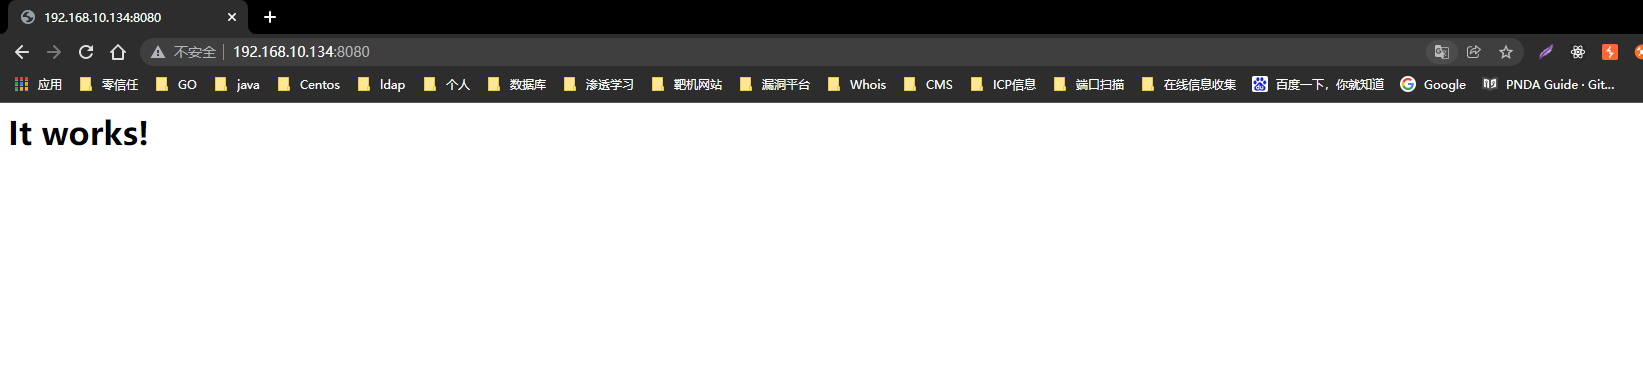 192.168.10.134:8080
不安全 192.168.10.134:8080
应用 零信任 GO java Centos ldap 个人 数据库 渗透学习 靶机网站 漏洞平台 Whois CMS ICP信息 端口扫描 在线信息收集 百度一下，你就知道 Google PNDA Guide · Git...
It works!